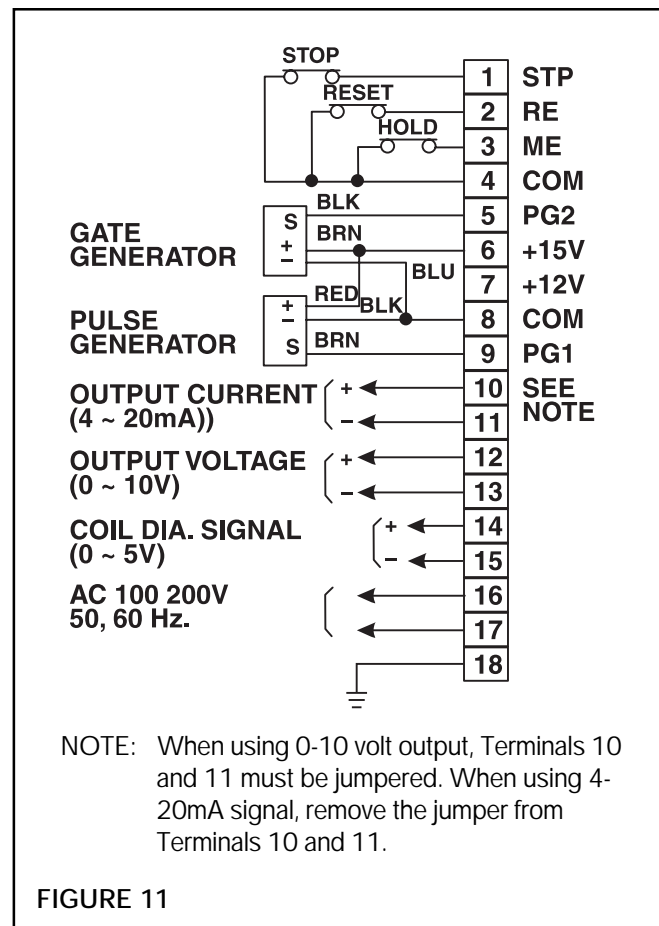 STOP
1 STP
RESET
2 RE
HOLD
3 ME
4 COM
BLK
S 5 PG2
GATE GENERATOR
BRN
+ 6 +15V
−
BLU
7 +12V
RED
BLK
+
− 8 COM
PULSE GENERATOR
S BRN 9 PG1
OUTPUT CURRENT + 10 SEE
(4 ~ 20mA)) − 11 NOTE
OUTPUT VOLTAGE + 12
(0 ~ 10V) − 13
COIL DIA. SIGNAL + 14
(0 ~ 5V) − 15
AC 100 200V 16
50, 60 Hz. 17
18
NOTE: When using 0-10 volt output, Terminals 10
and 11 must be jumpered. When using 4-
20mA signal, remove the jumper from
Terminals 10 and 11.
FIGURE 11